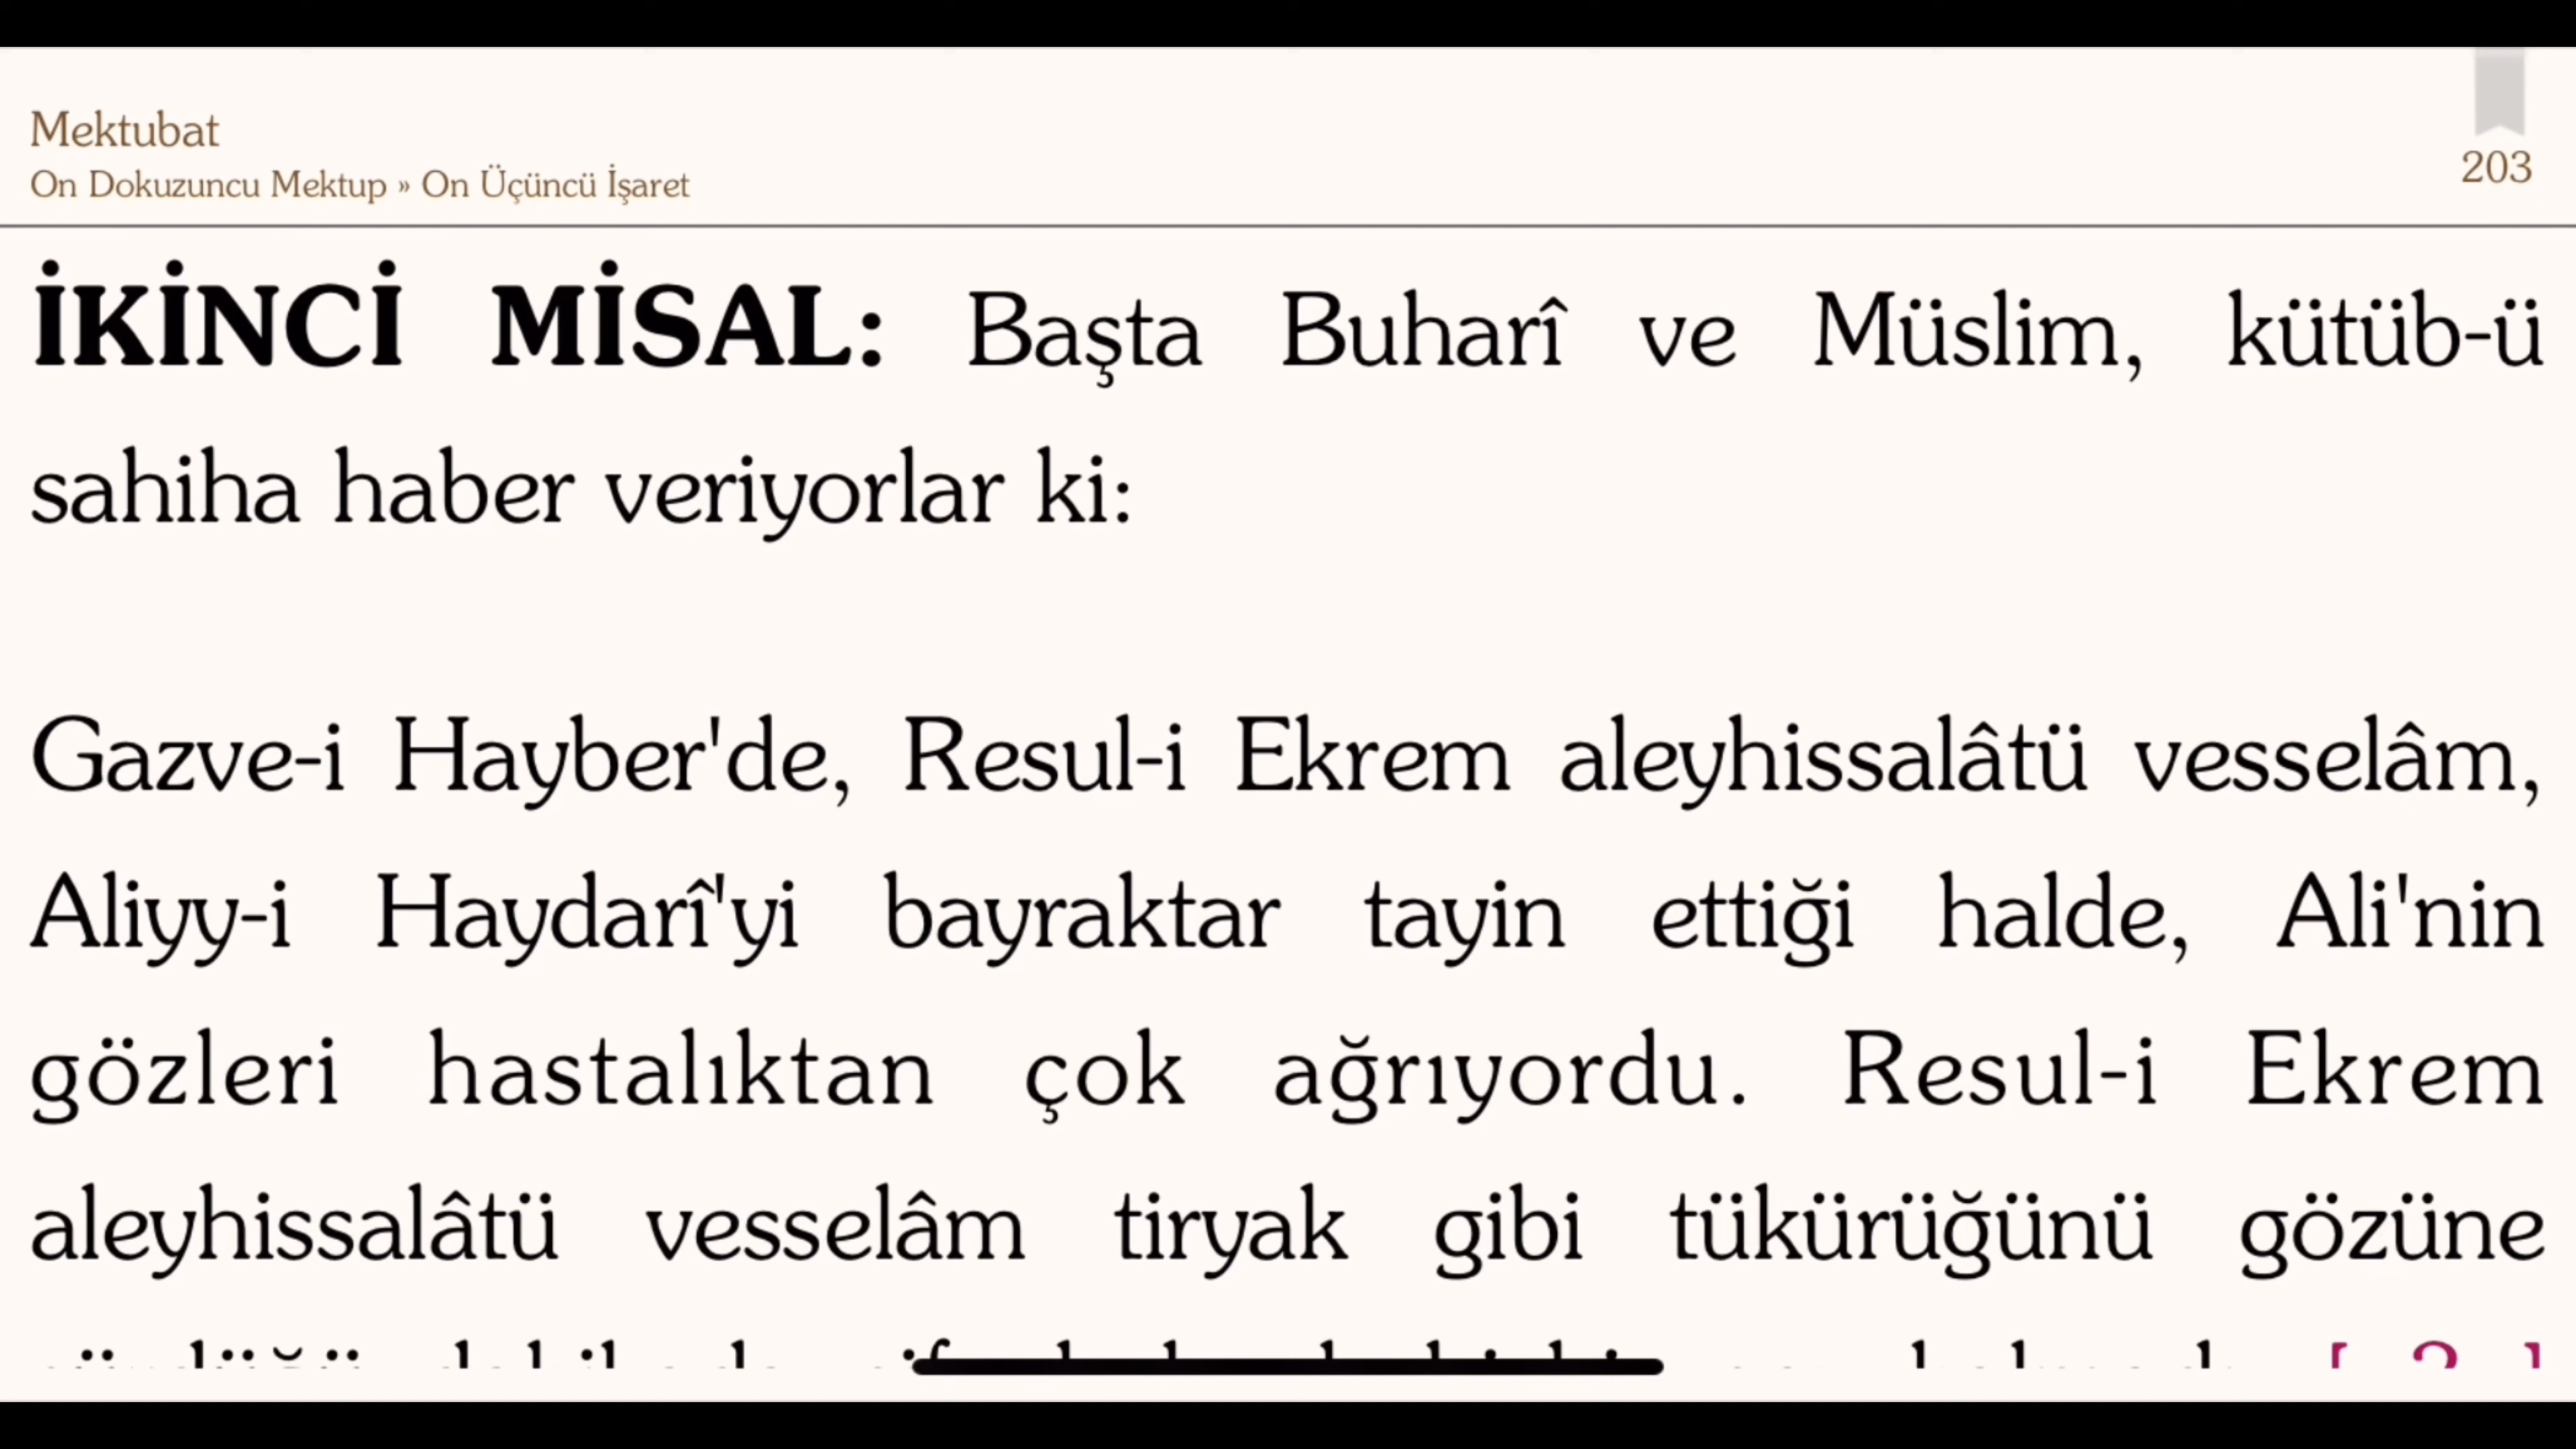 Mektubat
On Dokuzuncu Mektup » On Üçüncü İşaret
203
İKİNCİ MİSAL: Başta Buharî ve Müslim, kütüb-ü
sahiha haber veriyorlar ki:
Gazve-i Hayber'de, Resul-i Ekrem aleyhissalâtü vesselâm,
Aliyy-i Haydarî'yi bayraktar tayin ettiği halde, Ali'nin
gözleri hastalıktan çok ağrıyordu. Resul-i Ekrem
aleyhissalâtü vesselâm tiryak gibi tükürüğünü gözüne